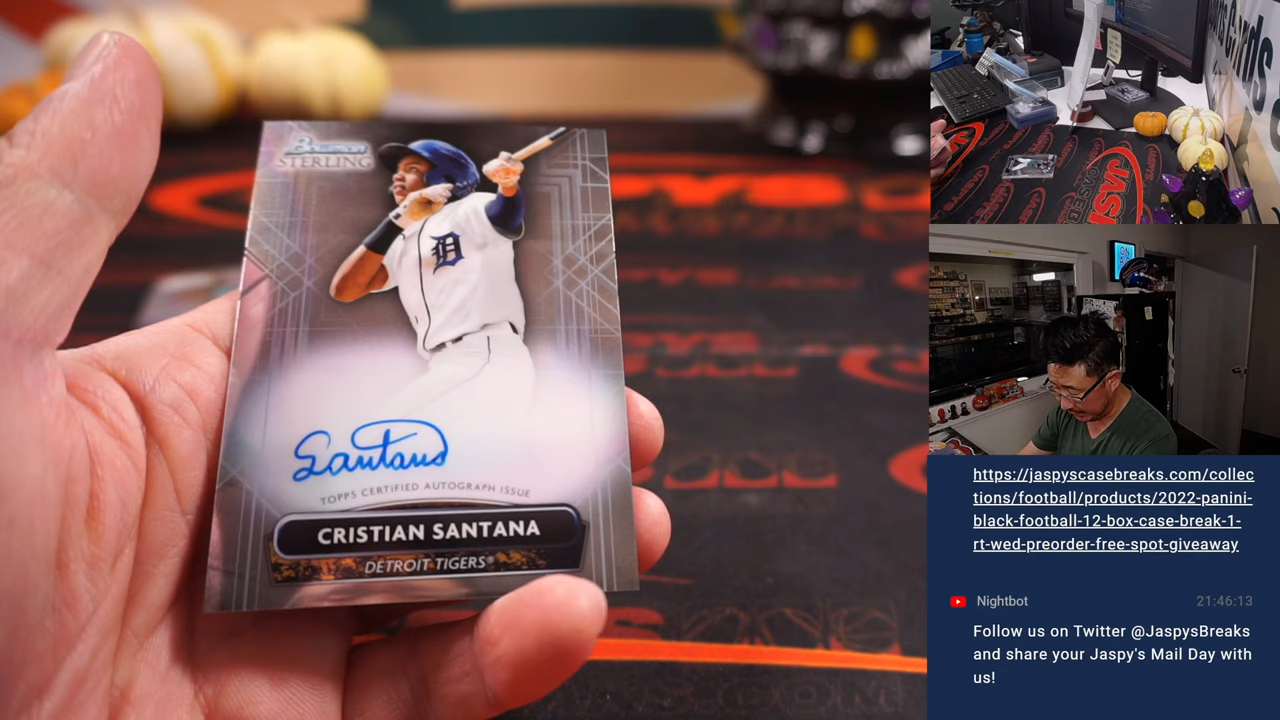 Bowman
STERLING
D
Santana
TOPPS CERTIFIED AUTOGRAPH ISSUE
CRISTIAN SANTANA
DETROIT TIGERS®
JASPYS
https://jaspyscasebreaks.com/collec
tions/football/products/2022-panini-
black-football-12-box-case-break-1-
rt-wed-preorder-free-spot-giveaway
Nightbot
21:46:13
Follow us on Twitter @JaspysBreaks
and share your Jaspy's Mail Day with
us!